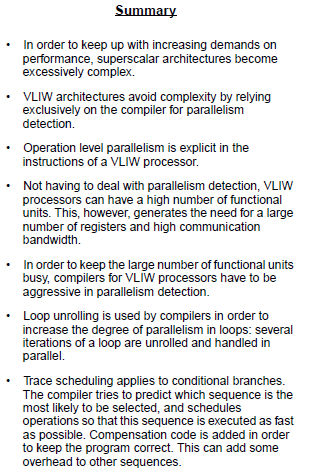 Summary
• In order to keep up with increasing demands on
performance, superscalar architectures become
excessively complex.
• VLIW architectures avoid complexity by relying
exclusively on the compiler for parallelism
detection.
• Operation level parallelism is explicit in the
instructions of a VLIW processor.
• Not having to deal with parallelism detection, VLIW
processors can have a high number of functional
units. This, however, generates the need for a large
number of registers and high communication
bandwidth.
• In order to keep the large number of functional units
busy, compilers for VLIW processors have to be
aggressive in parallelism detection.
• Loop unrolling is used by compilers in order to
increase the degree of parallelism in loops: several
iterations of a loop are unrolled and handled in
parallel.
• Trace scheduling applies to conditional branches.
The compiler tries to predict which sequence is the
most likely to be selected, and schedules
operations so that this sequence is executed as fast
as possible. Compensation code is added in order
to keep the program correct. This can add some
overhead to other sequences.